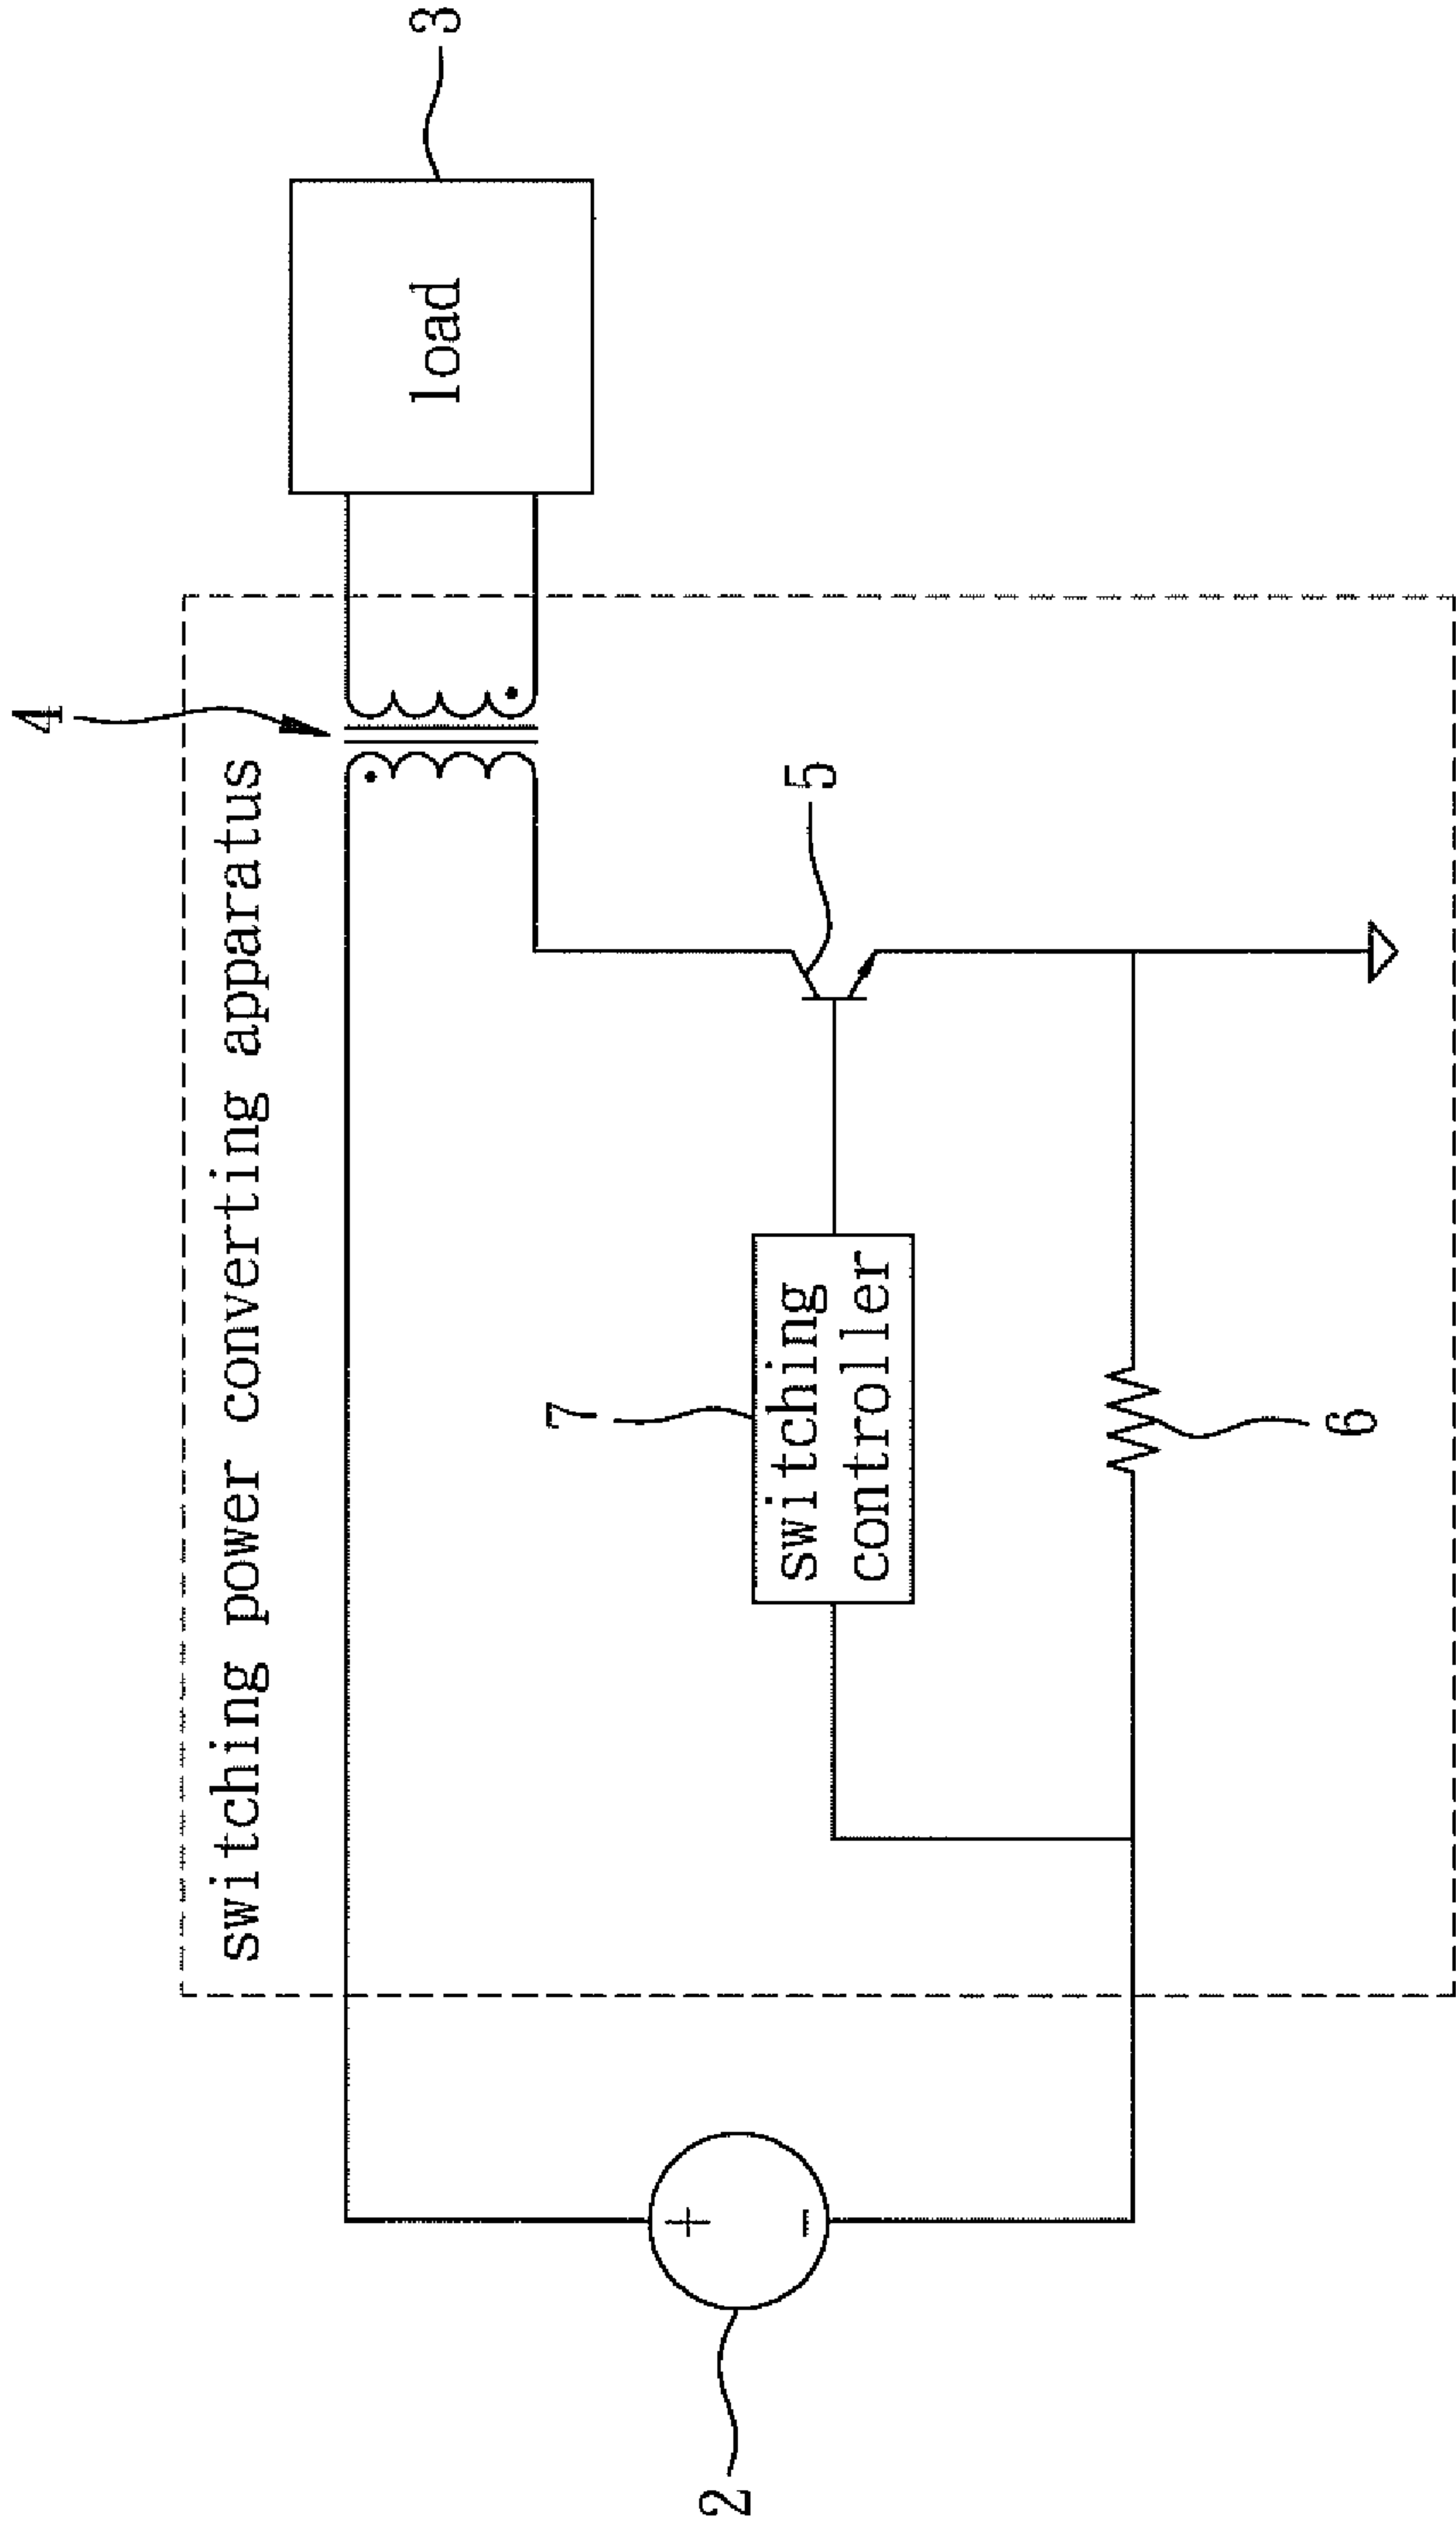 switching power converting apparatus
4
load
3
5
7
switching
controller
6
+
-
2